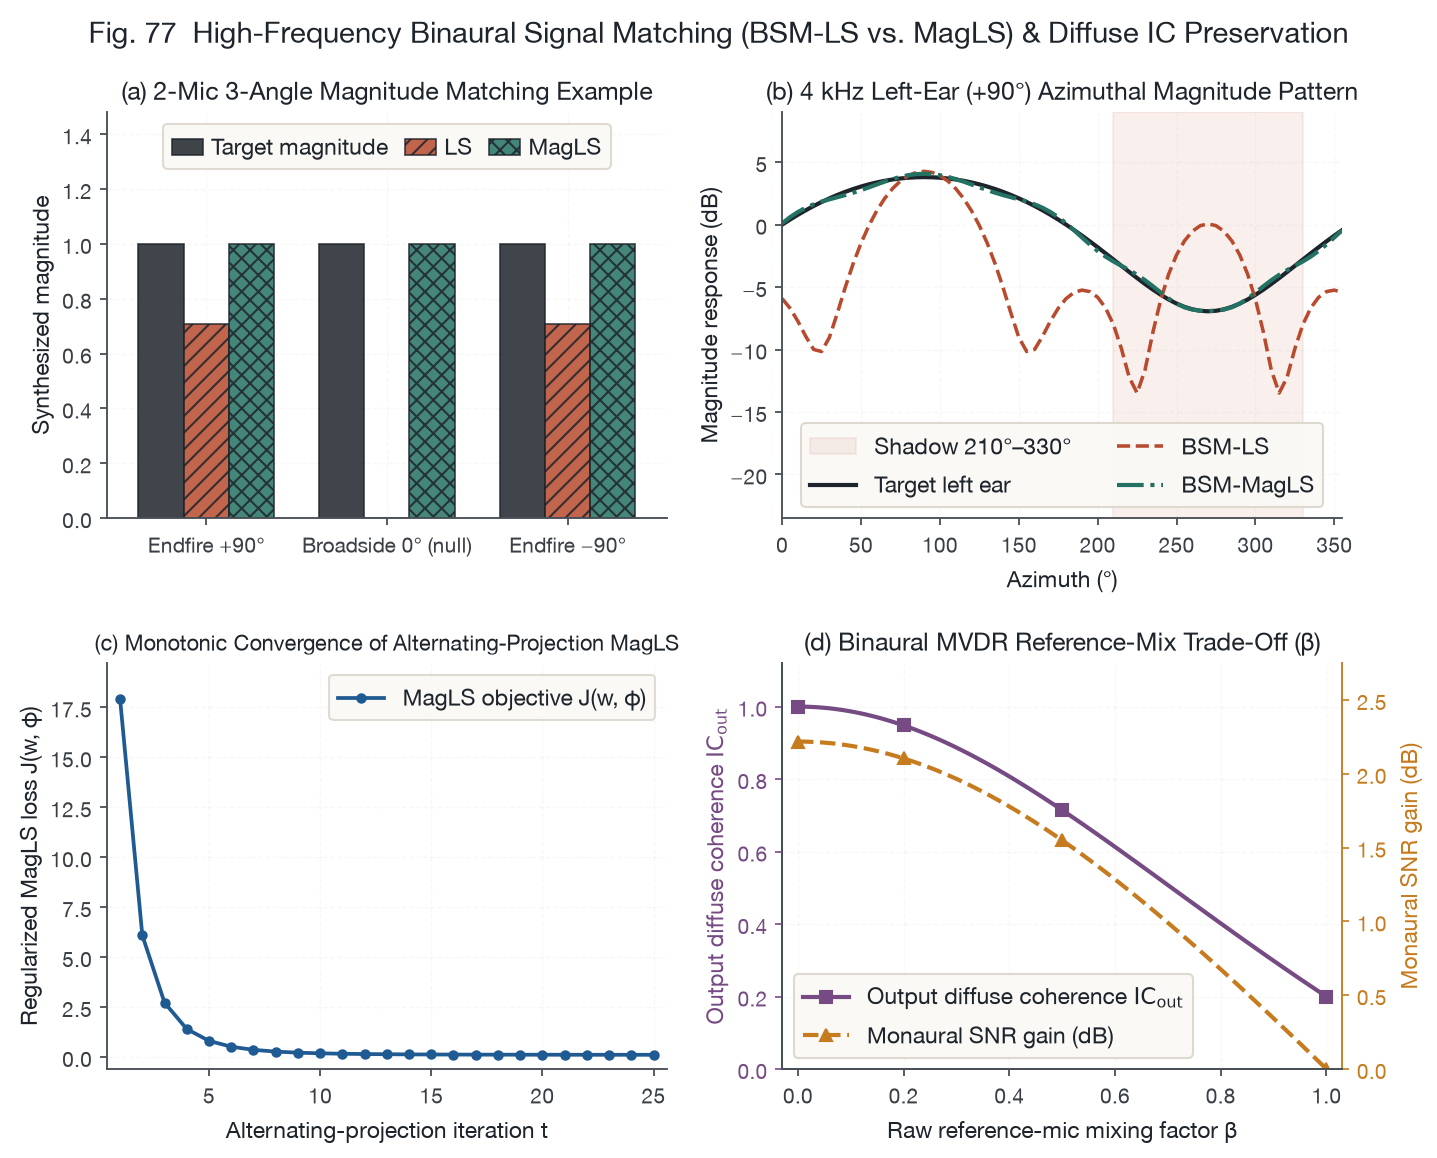 Fig. 77 High-Frequency Binaural Signal Matching (BSM-LS vs. MagLS) & Diffuse IC Preservation
(a) 2-Mic 3-Angle Magnitude Matching Example
Synthesized magnitude
1.4
1.2
1.0
0.8
0.6
0.4
0.2
0.0
Target magnitude
LS
MagLS
Endfire +90°
Broadside 0° (null)
Endfire −90°
(b) 4 kHz Left-Ear (+90°) Azimuthal Magnitude Pattern
Magnitude response (dB)
5
0
−5
−10
−15
−20
Shadow 210°–330°
Target left ear
BSM-LS
BSM-MagLS
0
50
100
150
200
250
300
350
Azimuth (°)
(c) Monotonic Convergence of Alternating-Projection MagLS
Regularized MagLS loss J(w, ϕ)
17.5
15.0
12.5
10.0
7.5
5.0
2.5
0.0
MagLS objective J(w, ϕ)
5
10
15
20
25
Alternating-projection iteration t
(d) Binaural MVDR Reference-Mix Trade-Off (β)
Output diffuse coherence IC_out
1.0
0.8
0.6
0.4
0.2
0.0
Output diffuse coherence IC_out
Monaural SNR gain (dB)
2.5
2.0
1.5
1.0
0.5
0.0
Monaural SNR gain (dB)
0.0
0.2
0.4
0.6
0.8
1.0
Raw reference-mic mixing factor β